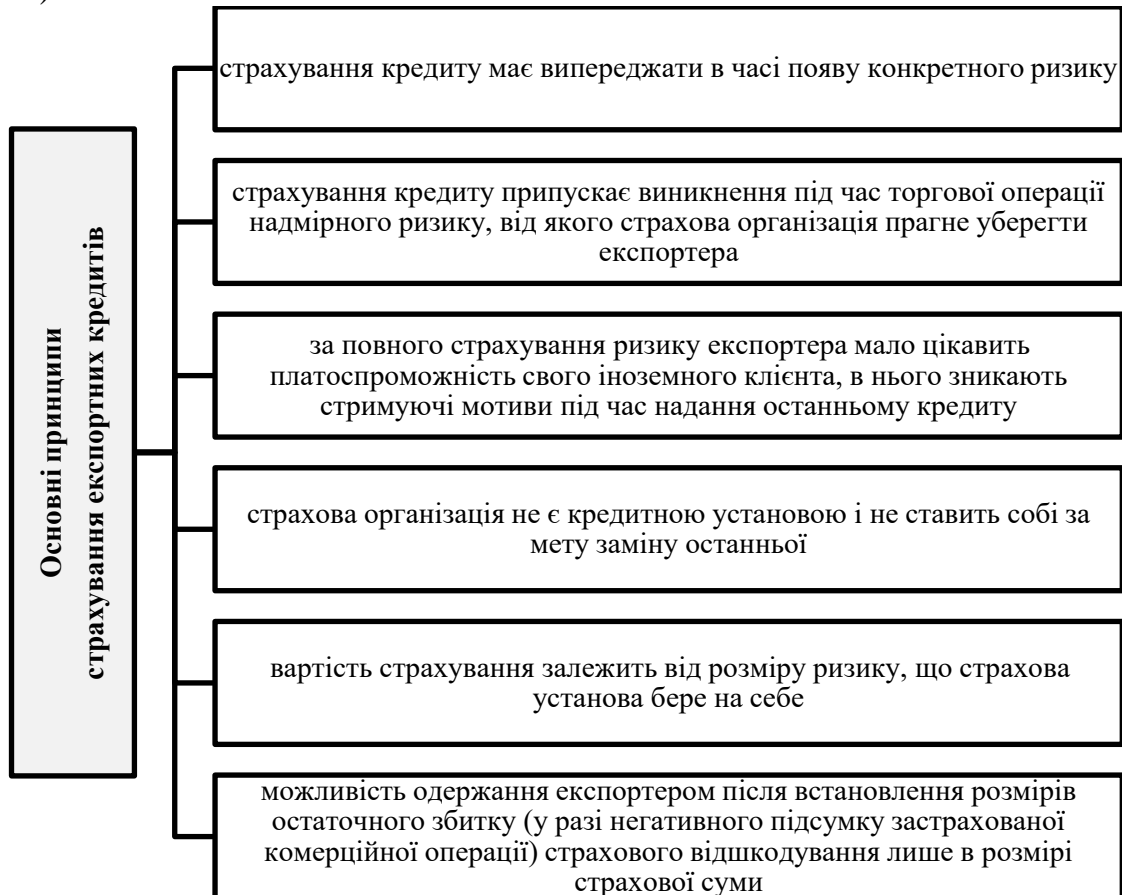 )
Основні принципи
страхування експортних кредитів
страхування кредиту має випереджати в часі появу конкретного ризику
страхування кредиту припускає виникнення під час торгової операції
надмірного ризику, від якого страхова організація прагне уберегти
експортера
за повного страхування ризику експортера мало цікавить
платоспроможність свого іноземного клієнта, в нього зникають
стримуючі мотиви під час надання останньому кредиту
страхова організація не є кредитною установою і не ставить собі за
мету заміну останньої
вартість страхування залежить від розміру ризику, що страхова
установа бере на себе
можливість одержання експортером після встановлення розмірів
остаточного збитку (у разі негативного підсумку застрахованої
комерційної операції) страхового відшкодування лише в розмірі
страхової суми